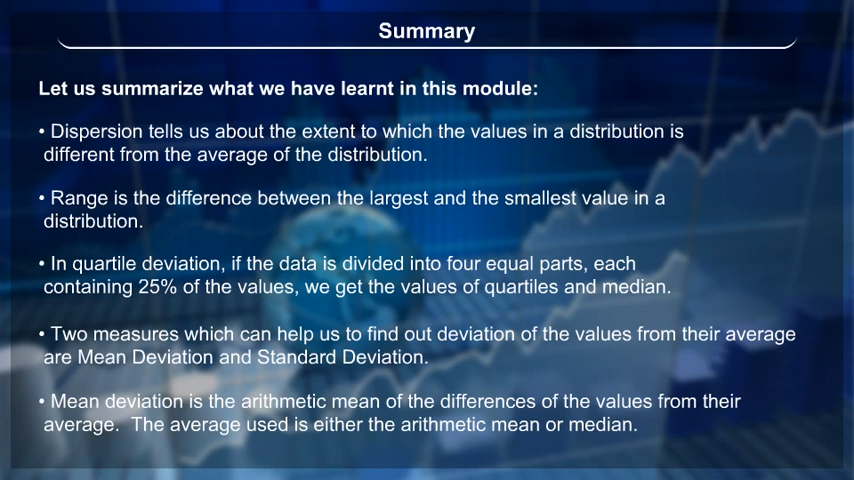 Summary
Let us summarize what we have learnt in this module:
• Dispersion tells us about the extent to which the values in a distribution is
different from the average of the distribution.
• Range is the difference between the largest and the smallest value in a
distribution.
• In quartile deviation, if the data is divided into four equal parts, each
containing 25% of the values, we get the values of quartiles and median.
• Two measures which can help us to find out deviation of the values from their average
are Mean Deviation and Standard Deviation.
• Mean deviation is the arithmetic mean of the differences of the values from their
average.  The average used is either the arithmetic mean or median.